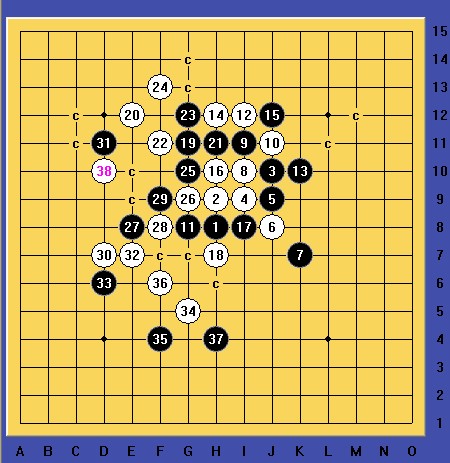 15
c 14
24 c 13
c 20 23 14 12 15 c 12
c 31 22 19 21 9 10 c 11
38 c 25 16 8 3 13 10
c 29 26 2 4 5 9
27 28 11 1 17 6 8
30 32 c c 18 7 7
33 36 c 6
34 5
35 37 4
3
2
1
A B C D E F G H I J K L M N O